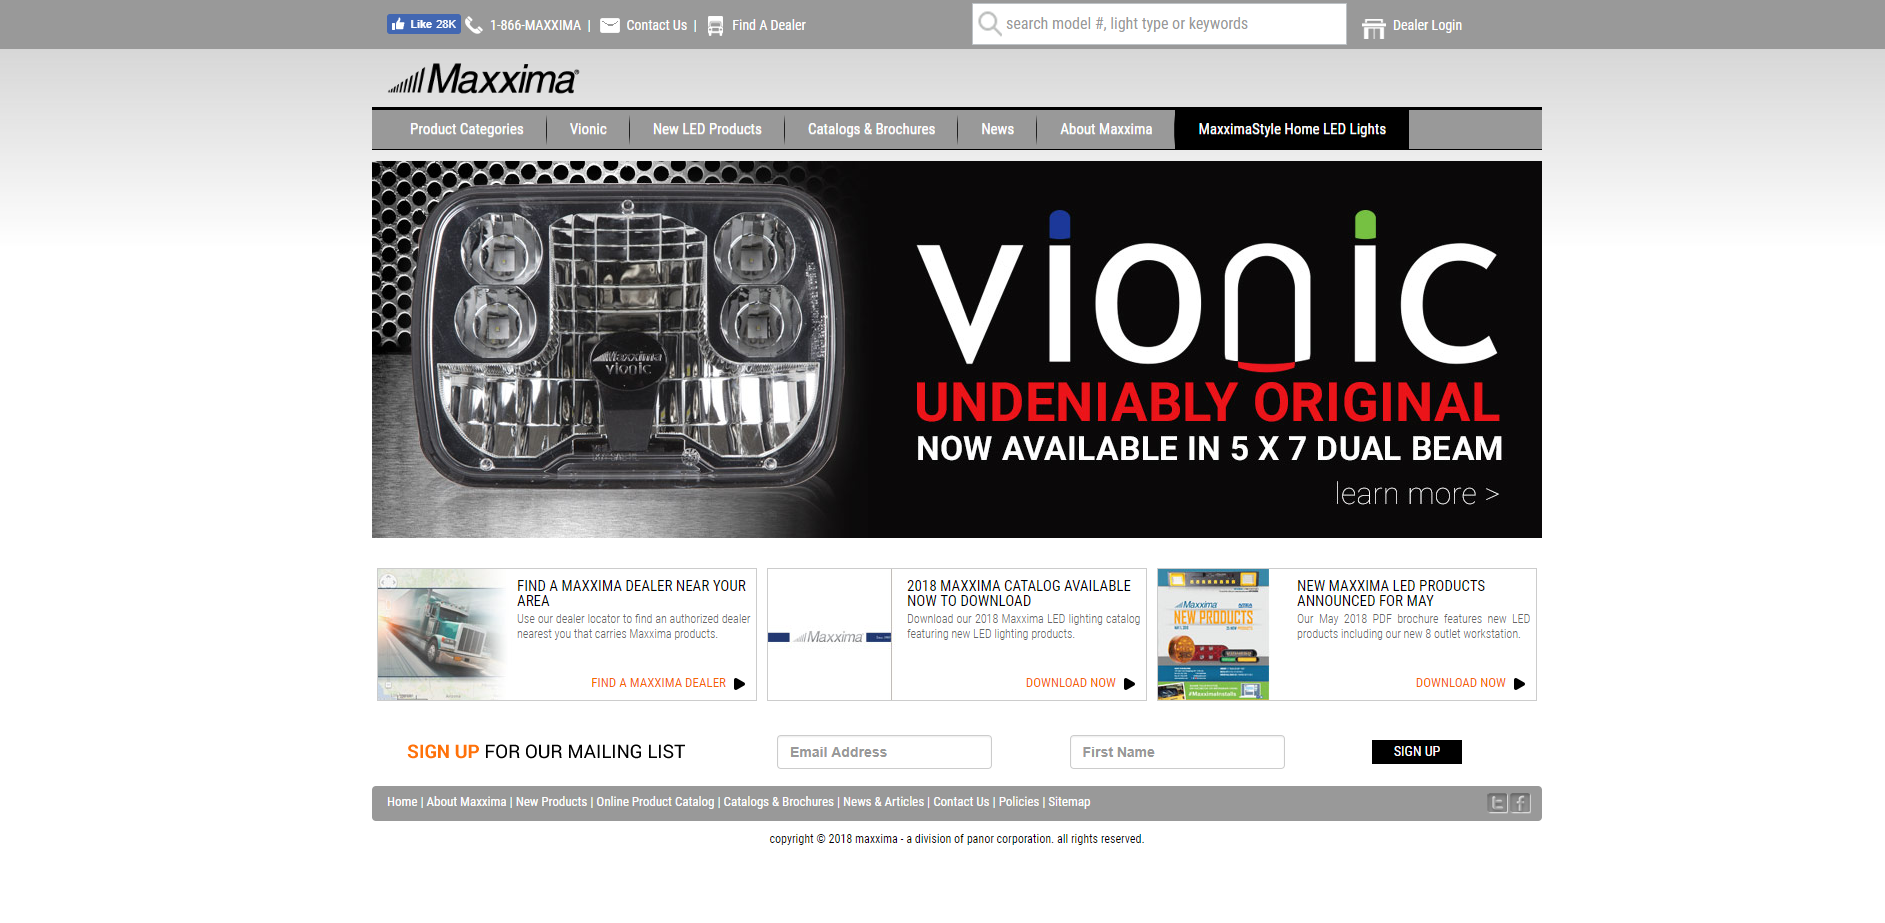 Like 28K
1-866-MAXXIMA | Contact Us | Find A Dealer
search model #, light type or keywords
Dealer Login
Maxxima®
Product Categories
Vionic
New LED Products
Catalogs & Brochures
News
About Maxxima
MaxximaStyle Home LED Lights
Maxxima
vionic
vionic
UNDENIABLY ORIGINAL
NOW AVAILABLE IN 5 X 7 DUAL BEAM
learn more >
FIND A MAXXIMA DEALER NEAR YOUR
AREA
Use our dealer locator to find an authorized dealer
nearest you that carries Maxxima products.
FIND A MAXXIMA DEALER
Maxxima
2018 MAXXIMA CATALOG AVAILABLE
NOW TO DOWNLOAD
Download our 2018 Maxxima LED lighting catalog
featuring new LED lighting products.
DOWNLOAD NOW
Maxxima
NEW PRODUCTS
#MaxximaInstalls
NEW MAXXIMA LED PRODUCTS
ANNOUNCED FOR MAY
Our May 2018 PDF brochure features new LED
products including our new 8 outlet workstation.
DOWNLOAD NOW
SIGN UP FOR OUR MAILING LIST
Email Address
First Name
SIGN UP
Home | About Maxxima | New Products | Online Product Catalog | Catalogs & Brochures | News & Articles | Contact Us | Policies | Sitemap
copyright © 2018 maxxima - a division of panor corporation. all rights reserved.